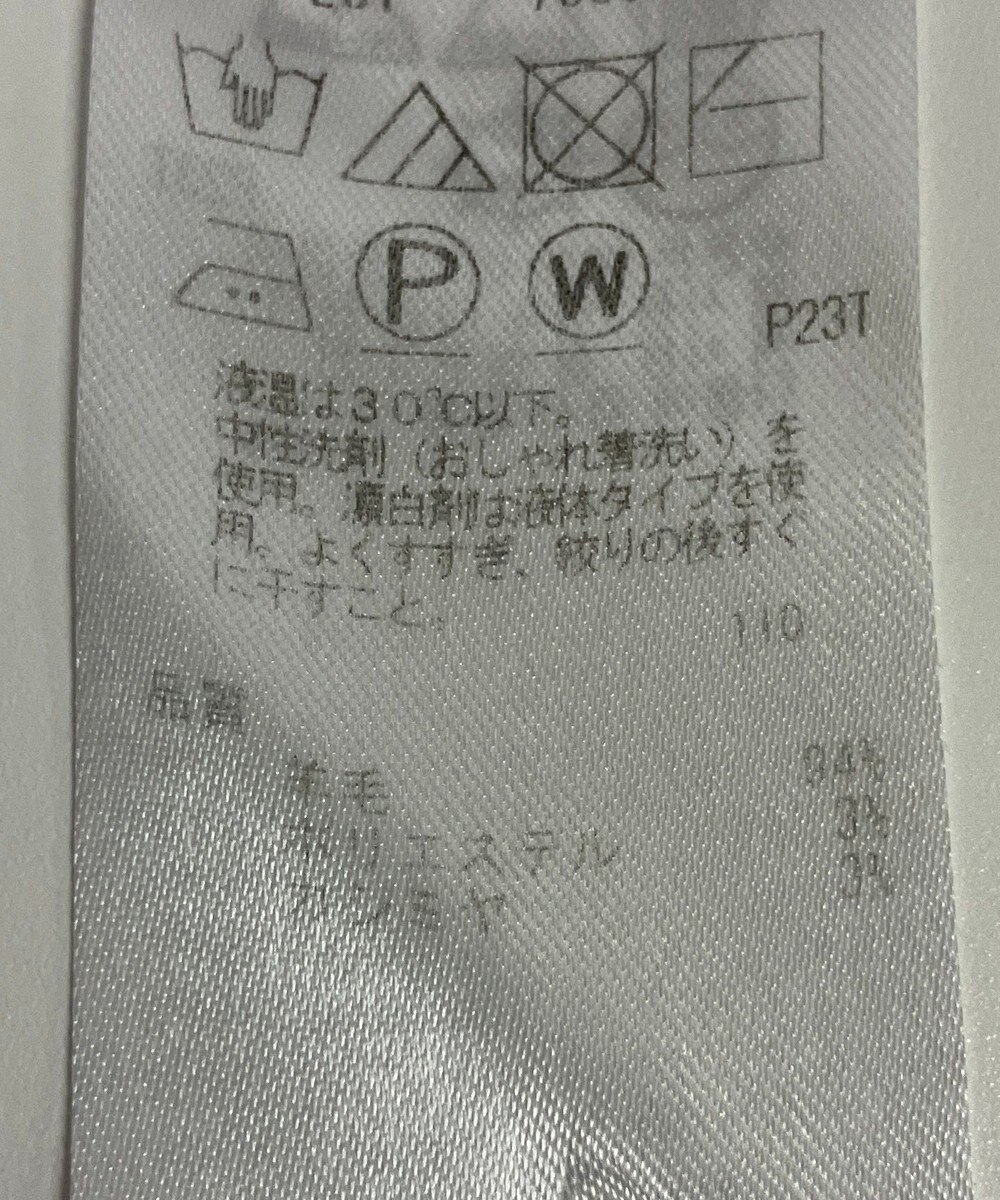 P
W
P23T
液温は30℃以下。
中性洗剤(おしゃれ着洗い)を
使用。漂白剤は液体タイプを使
用。よくすすぎ、絞りの後すぐ
に干すこと。
110
品質
羊毛 94%
ポリエステル 3%
カシミヤ 3%